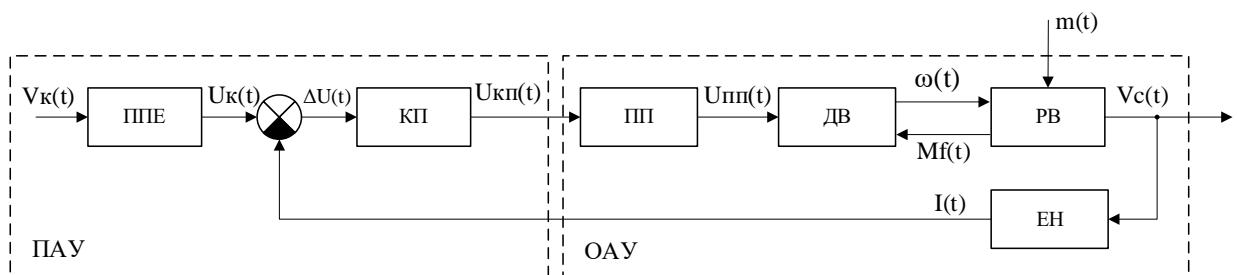 m(t)
Vк(t)
ППЕ
Uк(t)
ΔU(t)
КП
Uкп(t)
ПП
Uпп(t)
ДВ
ω(t)
Mf(t)
РВ
Vc(t)
I(t)
ЕН
ПАУ
ОАУ